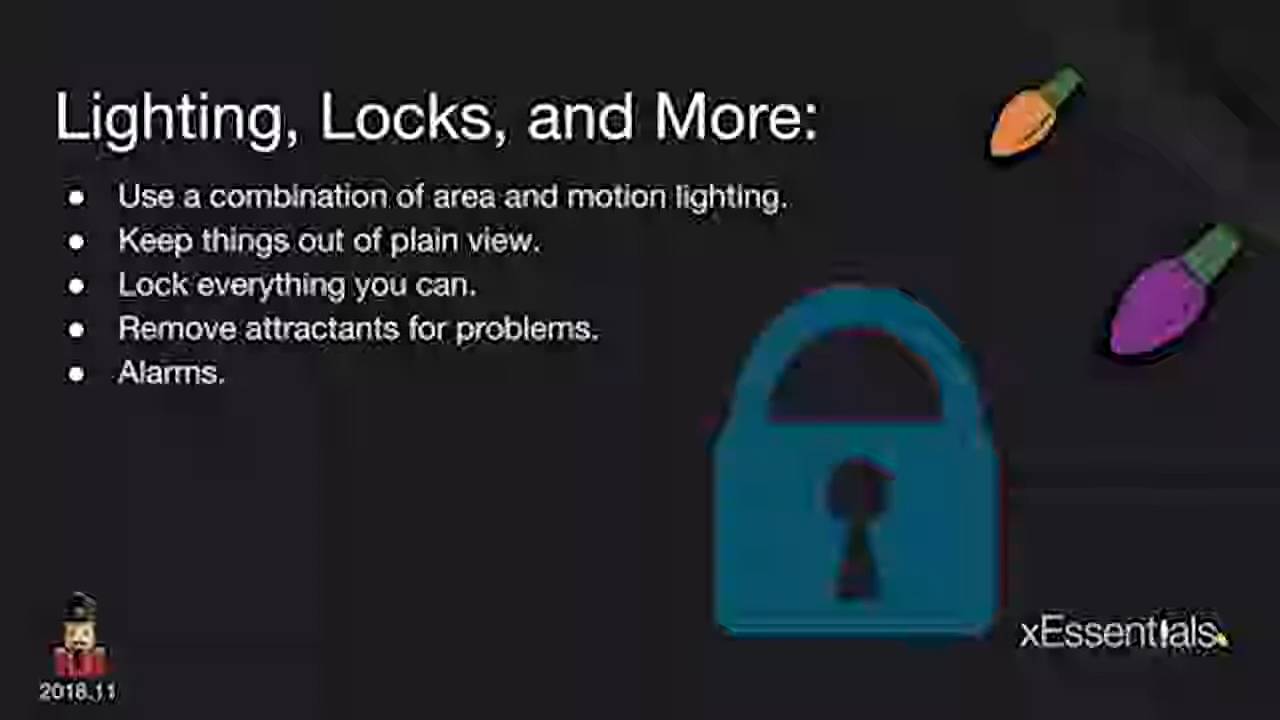 Lighting, Locks, and More:
● Use a combination of area and motion lighting.
● Keep things out of plain view.
● Lock everything you can.
● Remove attractants for problems.
● Alarms.
2018.11
xEssentials.